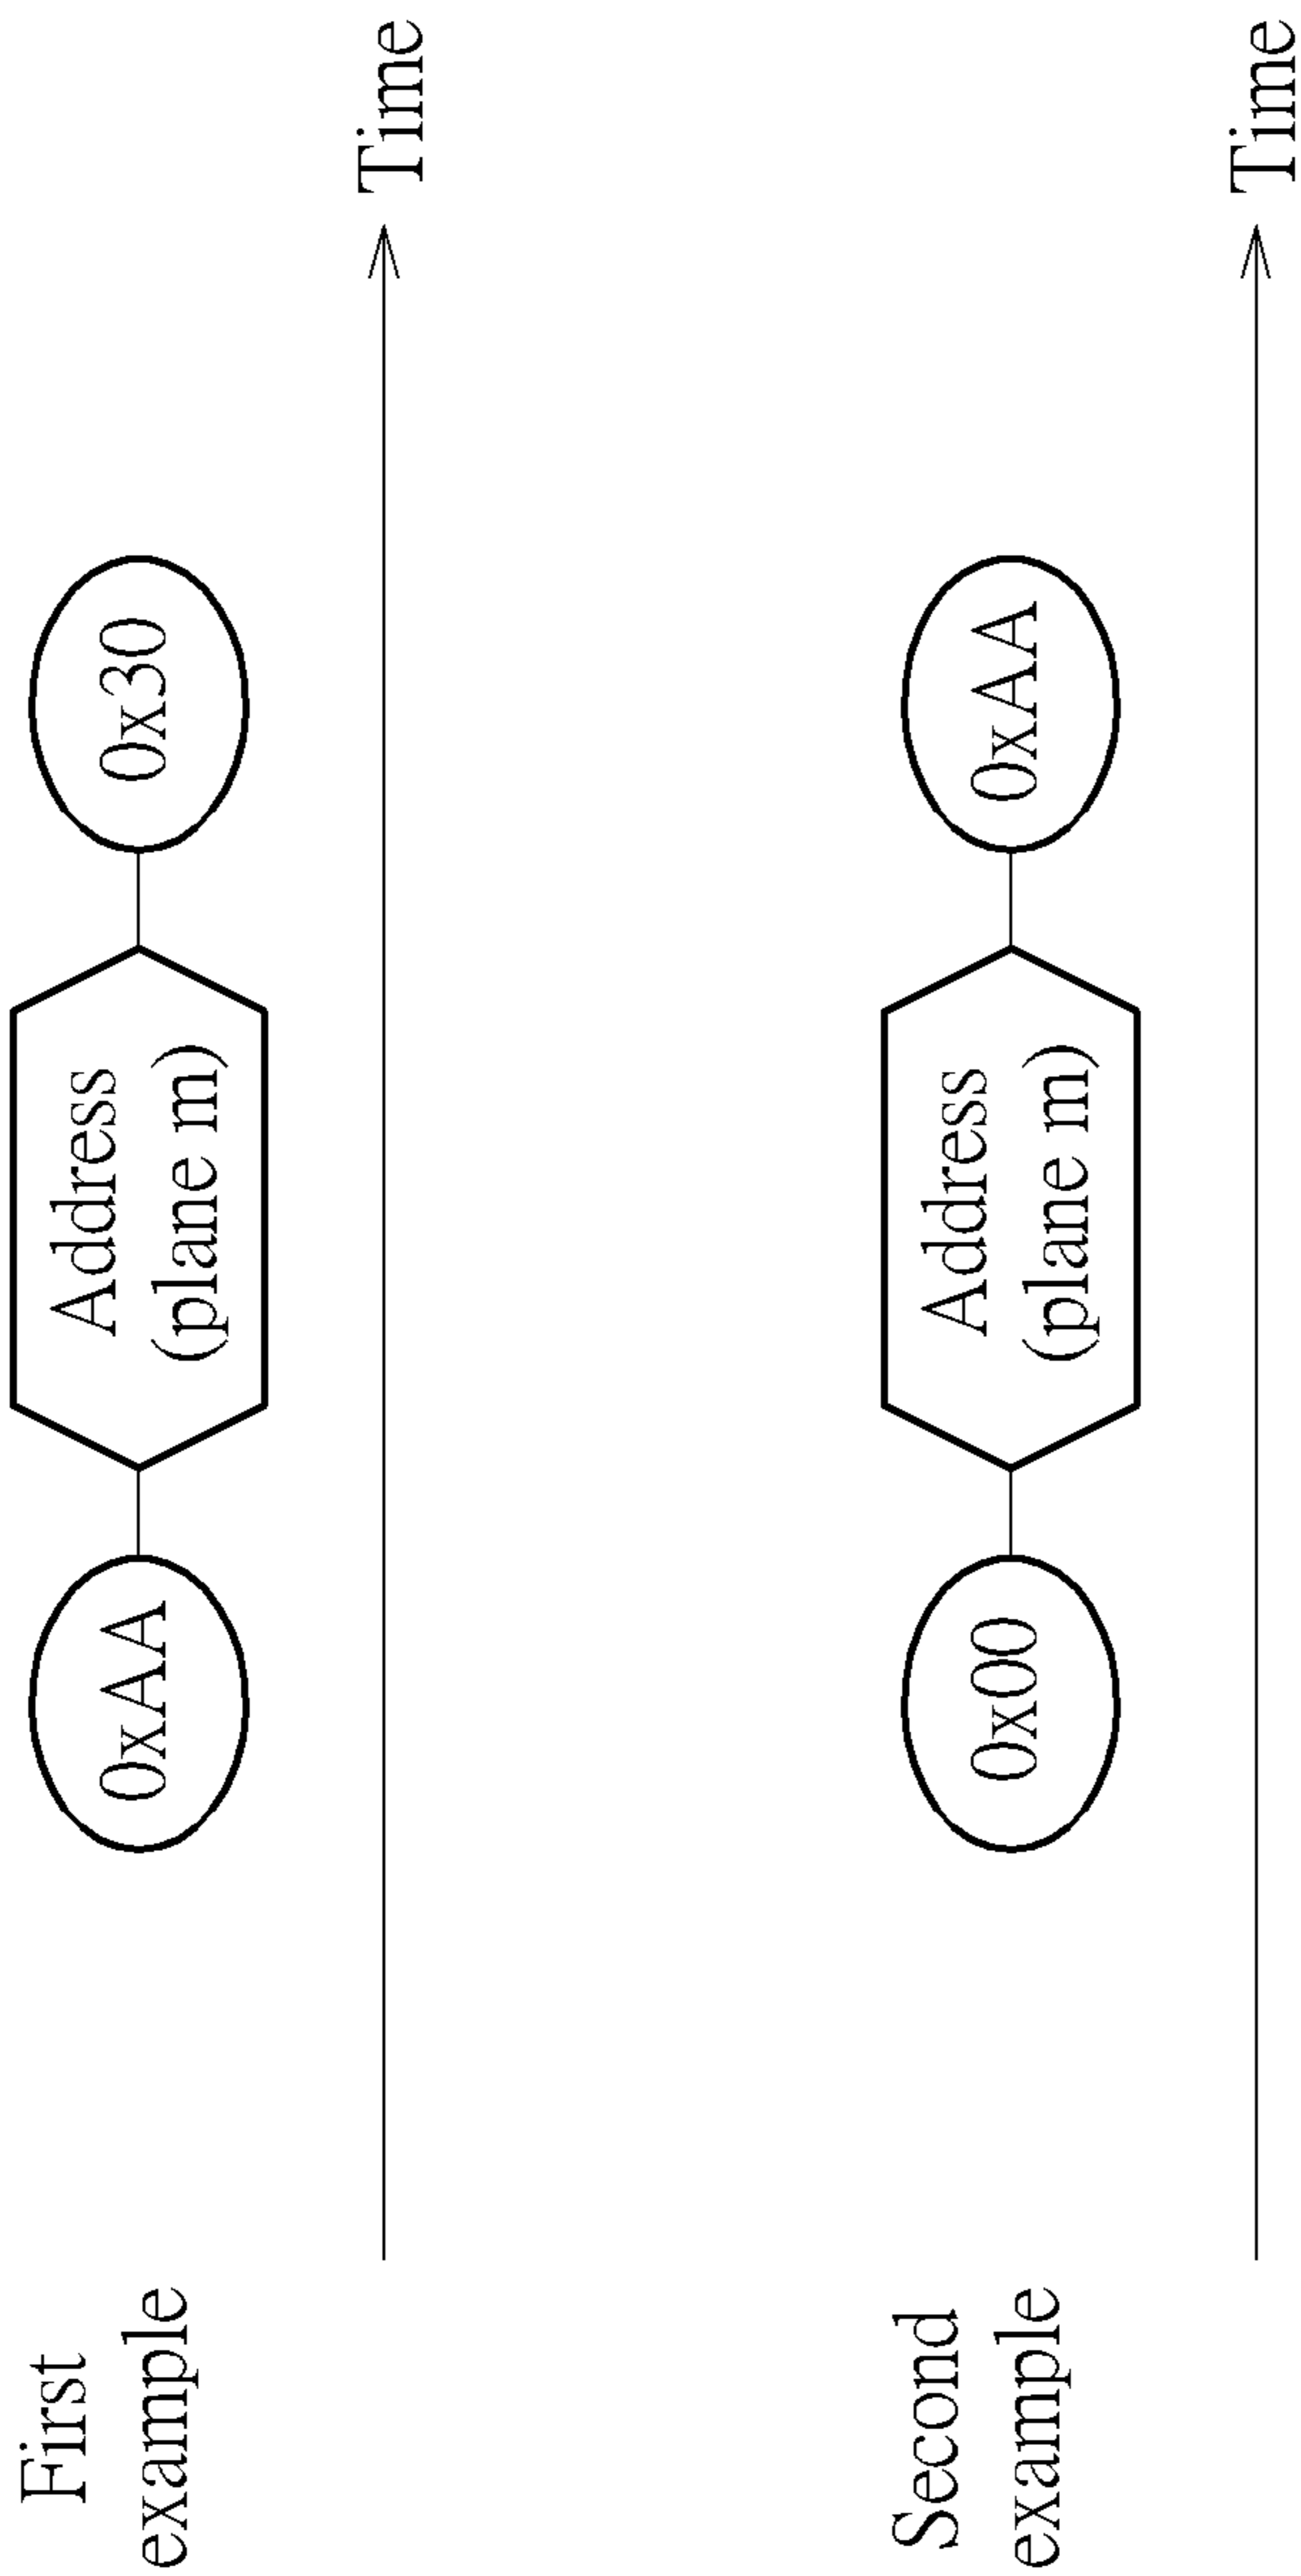 First
example
0xAA
Address
(plane m)
0x30
Time
Second
example
0x00
Address
(plane m)
0xAA
Time